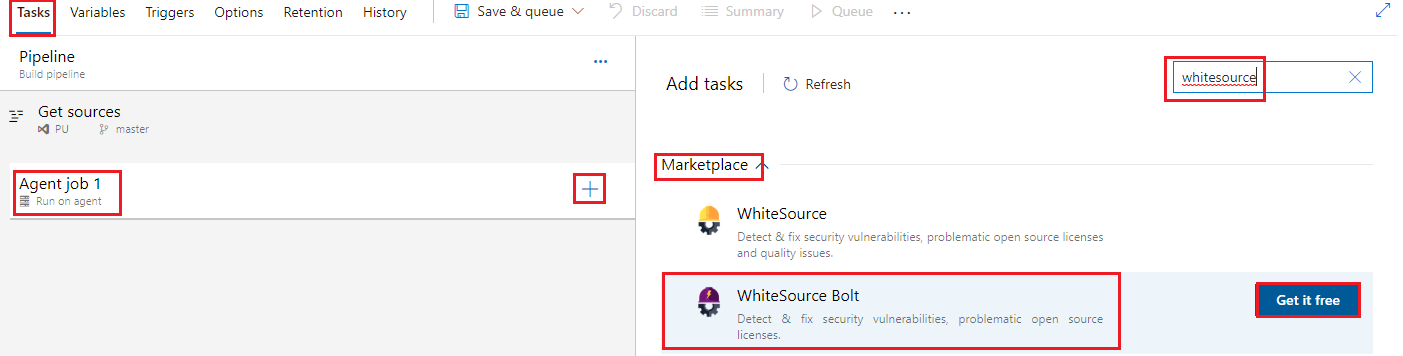 Tasks Variables Triggers Options Retention History Save & queue Discard Summary Queue ...
Pipeline
Build pipeline
...
Get sources
PU master
Agent job 1
Run on agent
Add tasks Refresh
whitesource
Marketplace
WhiteSource
Detect & fix security vulnerabilities, problematic open source licenses
and quality issues.
WhiteSource Bolt
Detect & fix security vulnerabilities, problematic open source
licenses.
Get it free